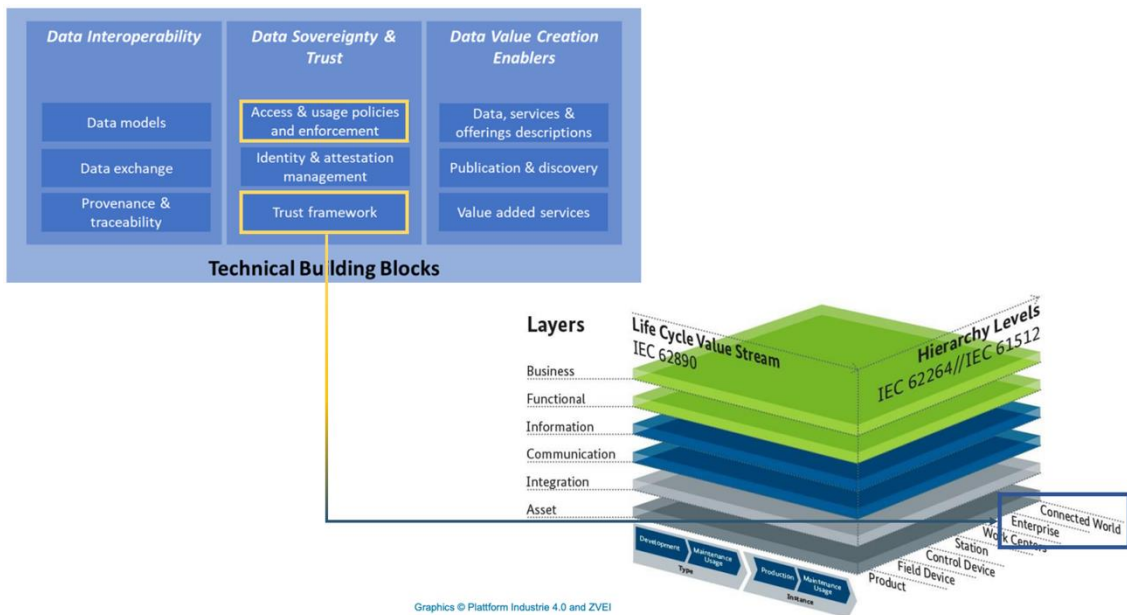 Data Interoperability
Data models
Data exchange
Provenance &
traceability
Data Sovereignty &
Trust
Access & usage policies
and enforcement
Identity & attestation
management
Trust framework
Data Value Creation
Enablers
Data, services &
offerings descriptions
Publication & discovery
Value added services
Technical Building Blocks
Layers
Business
Functional
Information
Communication
Integration
Asset
Life Cycle Value Stream
IEC 62890
Hierarchy Levels
IEC 62264//IEC 61512
Connected World
Enterprise
Work Centers
Station
Control Device
Field Device
Product
Development
Maintenance
Usage
Type
Production
Maintenance
Usage
Instance
Graphics © Plattform Industrie 4.0 and ZVEI